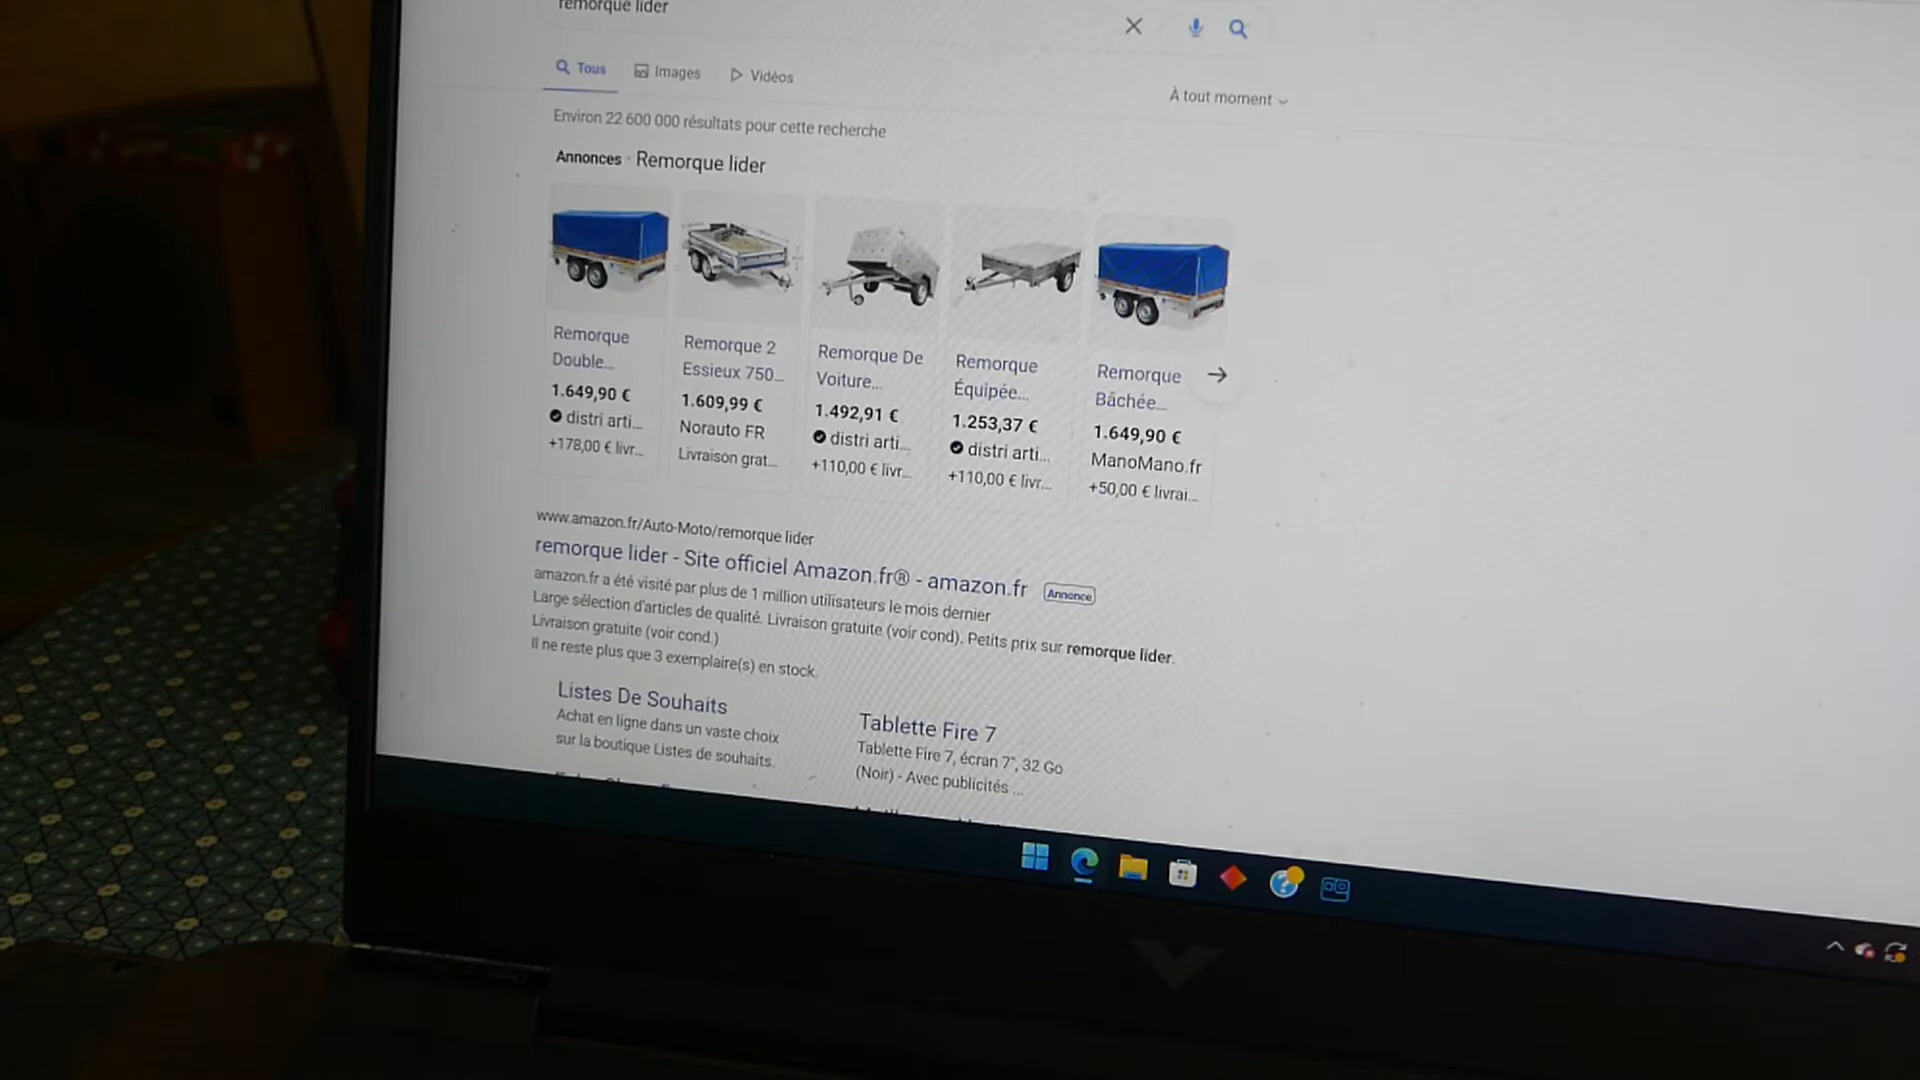 remorque lider
Tous Images Vidéos
À tout moment
Environ 22 600 000 résultats pour cette recherche
Annonces · Remorque lider
Remorque
Double...
1.649,90 €
distri arti...
+178,00 € livr...
Remorque 2
Essieux 750...
1.609,99 €
Norauto FR
Livraison grat...
Remorque De
Voiture...
1.492,91 €
distri arti...
+110,00 € livr...
Remorque
Équipée...
1.253,37 €
distri arti...
+110,00 € livr...
Remorque
Bâchée...
1.649,90 €
ManoMano.fr
+50,00 € livrai...
www.amazon.fr/Auto-Moto/remorque lider
remorque lider - Site officiel Amazon.fr® - amazon.fr Annonce
amazon.fr a été visité par plus de 1 million utilisateurs le mois dernier
Large sélection d'articles de qualité. Livraison gratuite (voir cond). Petits prix sur remorque lider.
Livraison gratuite (voir cond.)
Il ne reste plus que 3 exemplaire(s) en stock.
Listes De Souhaits
Achat en ligne dans un vaste choix
sur la boutique Listes de souhaits.
Tablette Fire 7
Tablette Fire 7, écran 7", 32 Go
(Noir) - Avec publicités ...